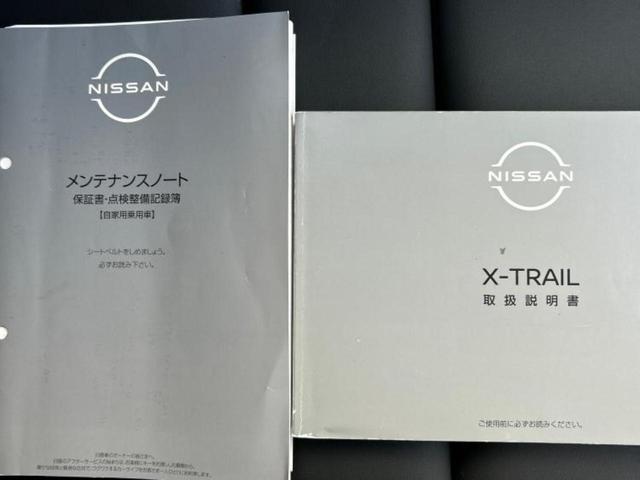 NISSAN
メンテナンスノート
保証書・点検整備記録簿
【自家用乗用車】
シートベルトをしめましょう。
必ずお読み下さい。
NISSAN
X-TRAIL
取扱説明書
ご使用前に必ずお読みください。